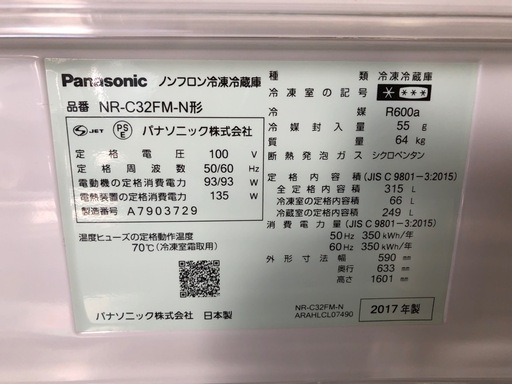 Panasonic ノンフロン冷凍冷蔵庫
品番 NR-C32FM-N形
JET PSE パナソニック株式会社
定格電圧 100 V
定格周波数 50/60 Hz
電動機の定格消費電力 93/93 W
電熱装置の定格消費電力 135 W
製造番号 A7903729
温度ヒューズの定格動作温度
70℃(冷凍室霜取用)
パナソニック株式会社 日本製
種類 冷凍冷蔵庫
冷凍室の記号 ****
冷媒 R600a
冷媒封入量 55 g
質量 64 kg
断熱発泡ガス シクロペンタン
定格内容積 (JIS C 9801-3:2015)
全定格内容積 315 L
冷凍室の定格内容積 66 L
冷蔵室の定格内容積 249 L
消費電力量(JIS C 9801-3:2015)
50 Hz 350 kWh/年
60 Hz 350 kWh/年
外形寸法 幅 590 mm
奥行 633 mm
高さ 1601 mm
NR-C32FM-N
ARAHLCL07490
2017年製